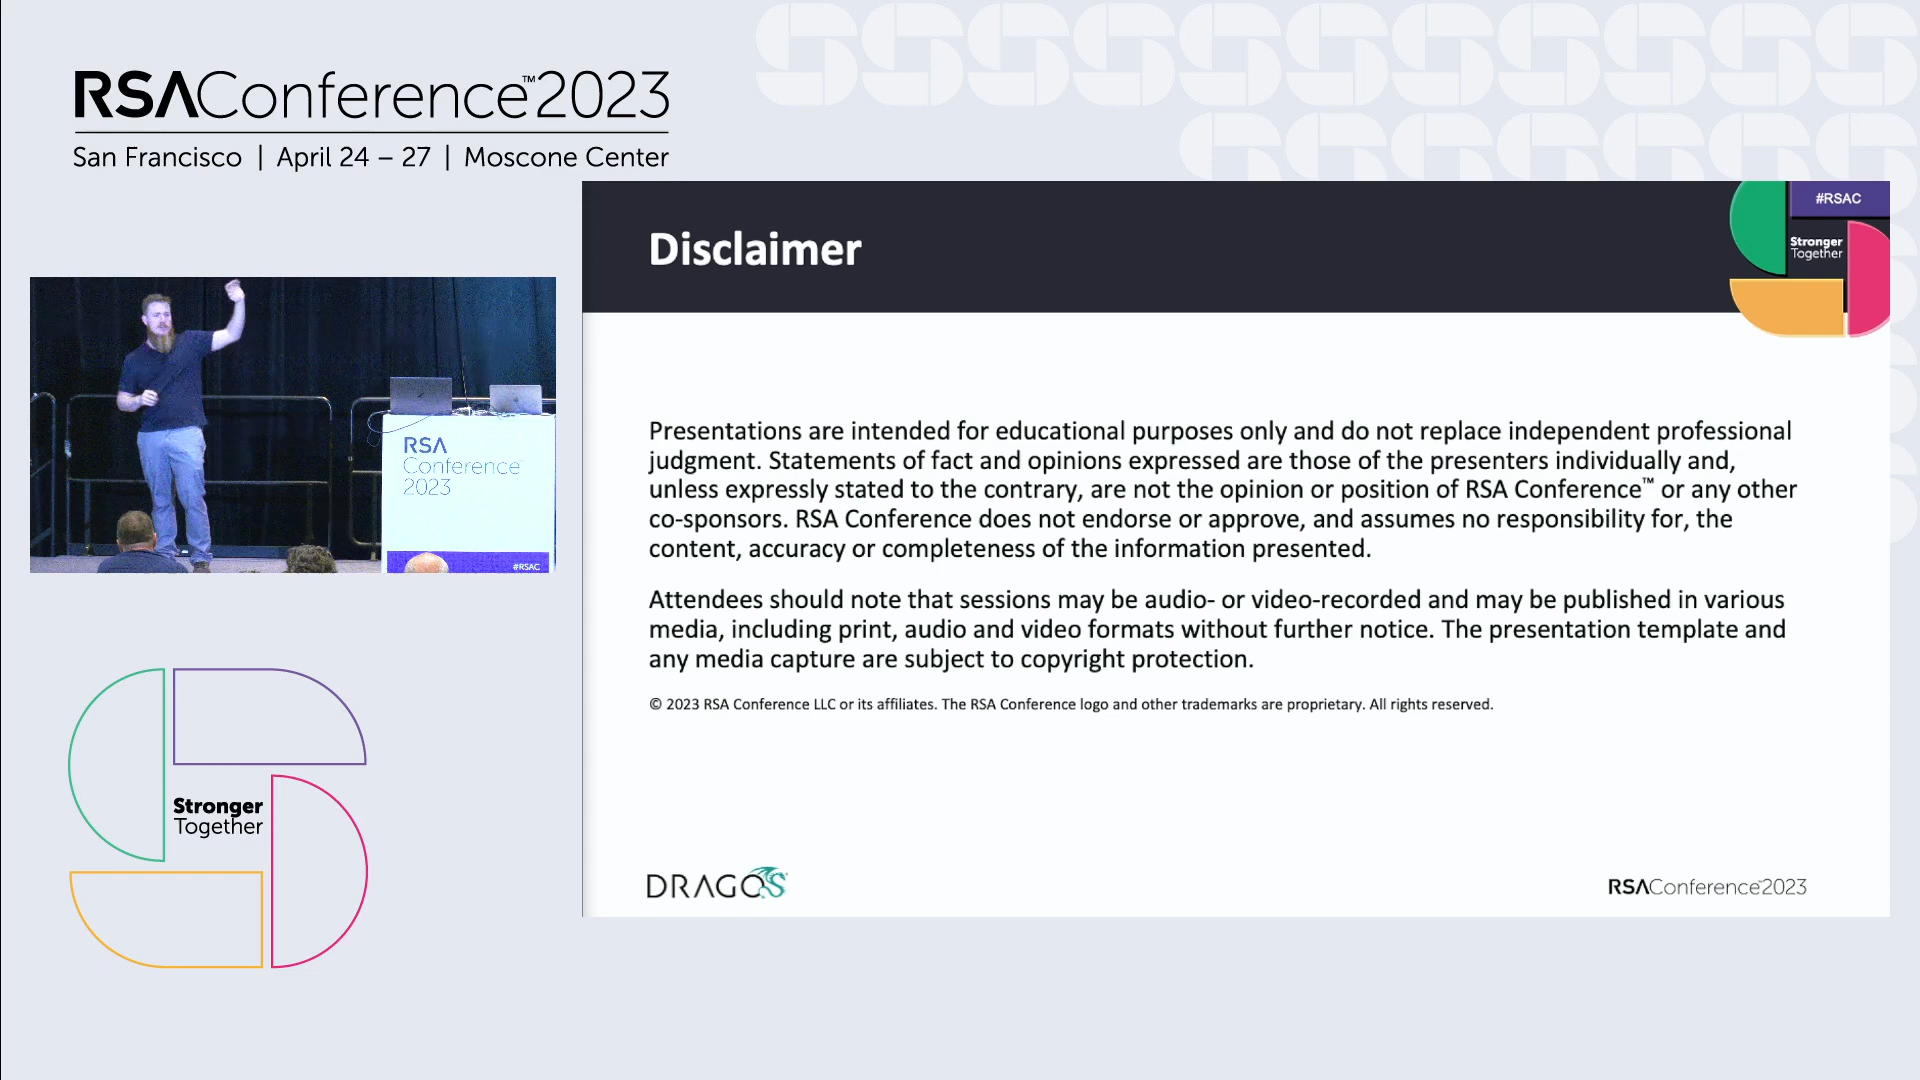 RSAConference™2023
San Francisco | April 24 – 27 | Moscone Center
#RSAC
Stronger
Together
Disclaimer
Presentations are intended for educational purposes only and do not replace independent professional
judgment. Statements of fact and opinions expressed are those of the presenters individually and,
unless expressly stated to the contrary, are not the opinion or position of RSA Conference™ or any other
co-sponsors. RSA Conference does not endorse or approve, and assumes no responsibility for, the
content, accuracy or completeness of the information presented.
Attendees should note that sessions may be audio- or video-recorded and may be published in various
media, including print, audio and video formats without further notice. The presentation template and
any media capture are subject to copyright protection.
© 2023 RSA Conference LLC or its affiliates. The RSA Conference logo and other trademarks are proprietary. All rights reserved.
DRAGOS
RSAConference™2023
RSA
Conference™
2023
#RSAC
Stronger
Together